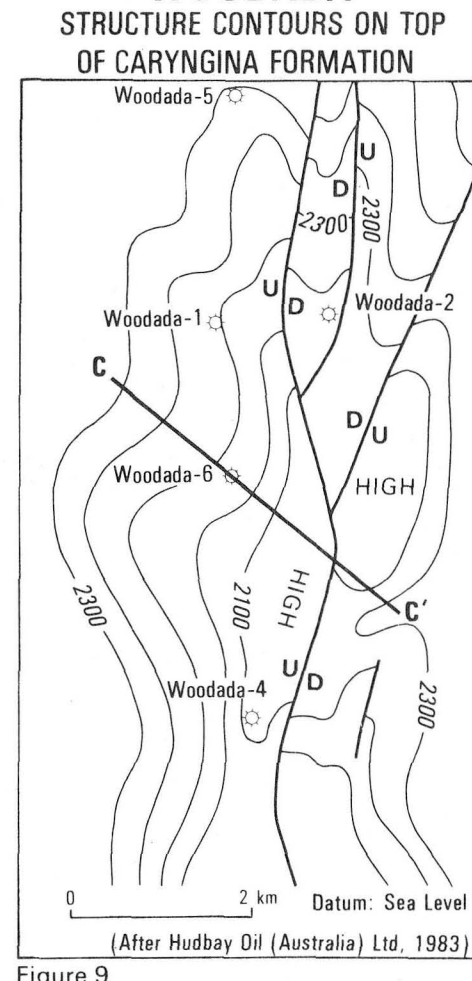 STRUCTURE CONTOURS ON TOP
OF CARYNGINA FORMATION
Woodada-5
U
D
2300
2300
U
D
Woodada-2
Woodada-1
C
D
U
HIGH
Woodada-6
2300
2100
HIGH
C'
U
D
Woodada-4
2300
0 2 km
Datum: Sea Level
(After Hudbay Oil (Australia) Ltd, 1983)
Figure 9